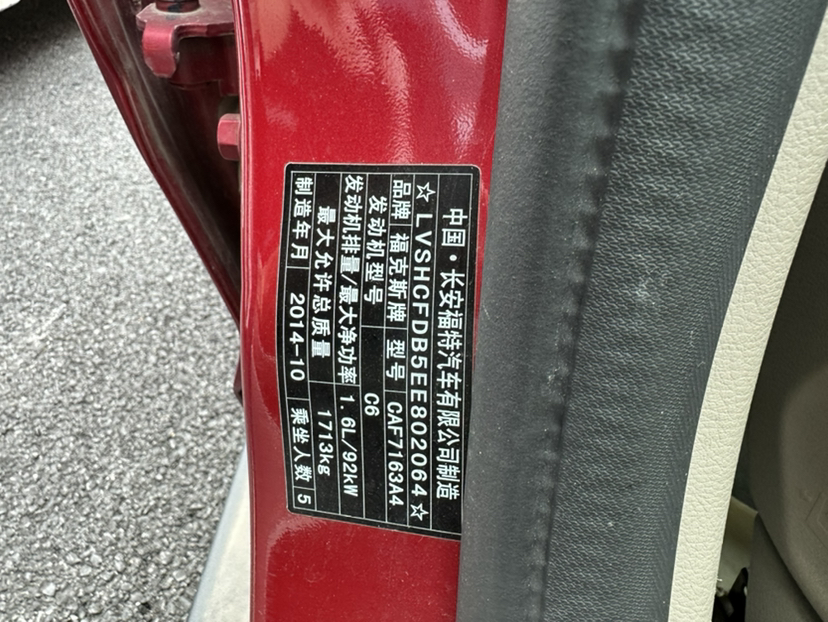 中国·长安福特汽车有限公司制造
☆LVSHCFDB5EE802064☆
品牌 福克斯牌 型号 CAF7163A4
发动机型号 C6
发动机排量/最大净功率 1.6L/92kW
最大允许总质量 1713kg
制造年月 2014-10 乘坐人数 5